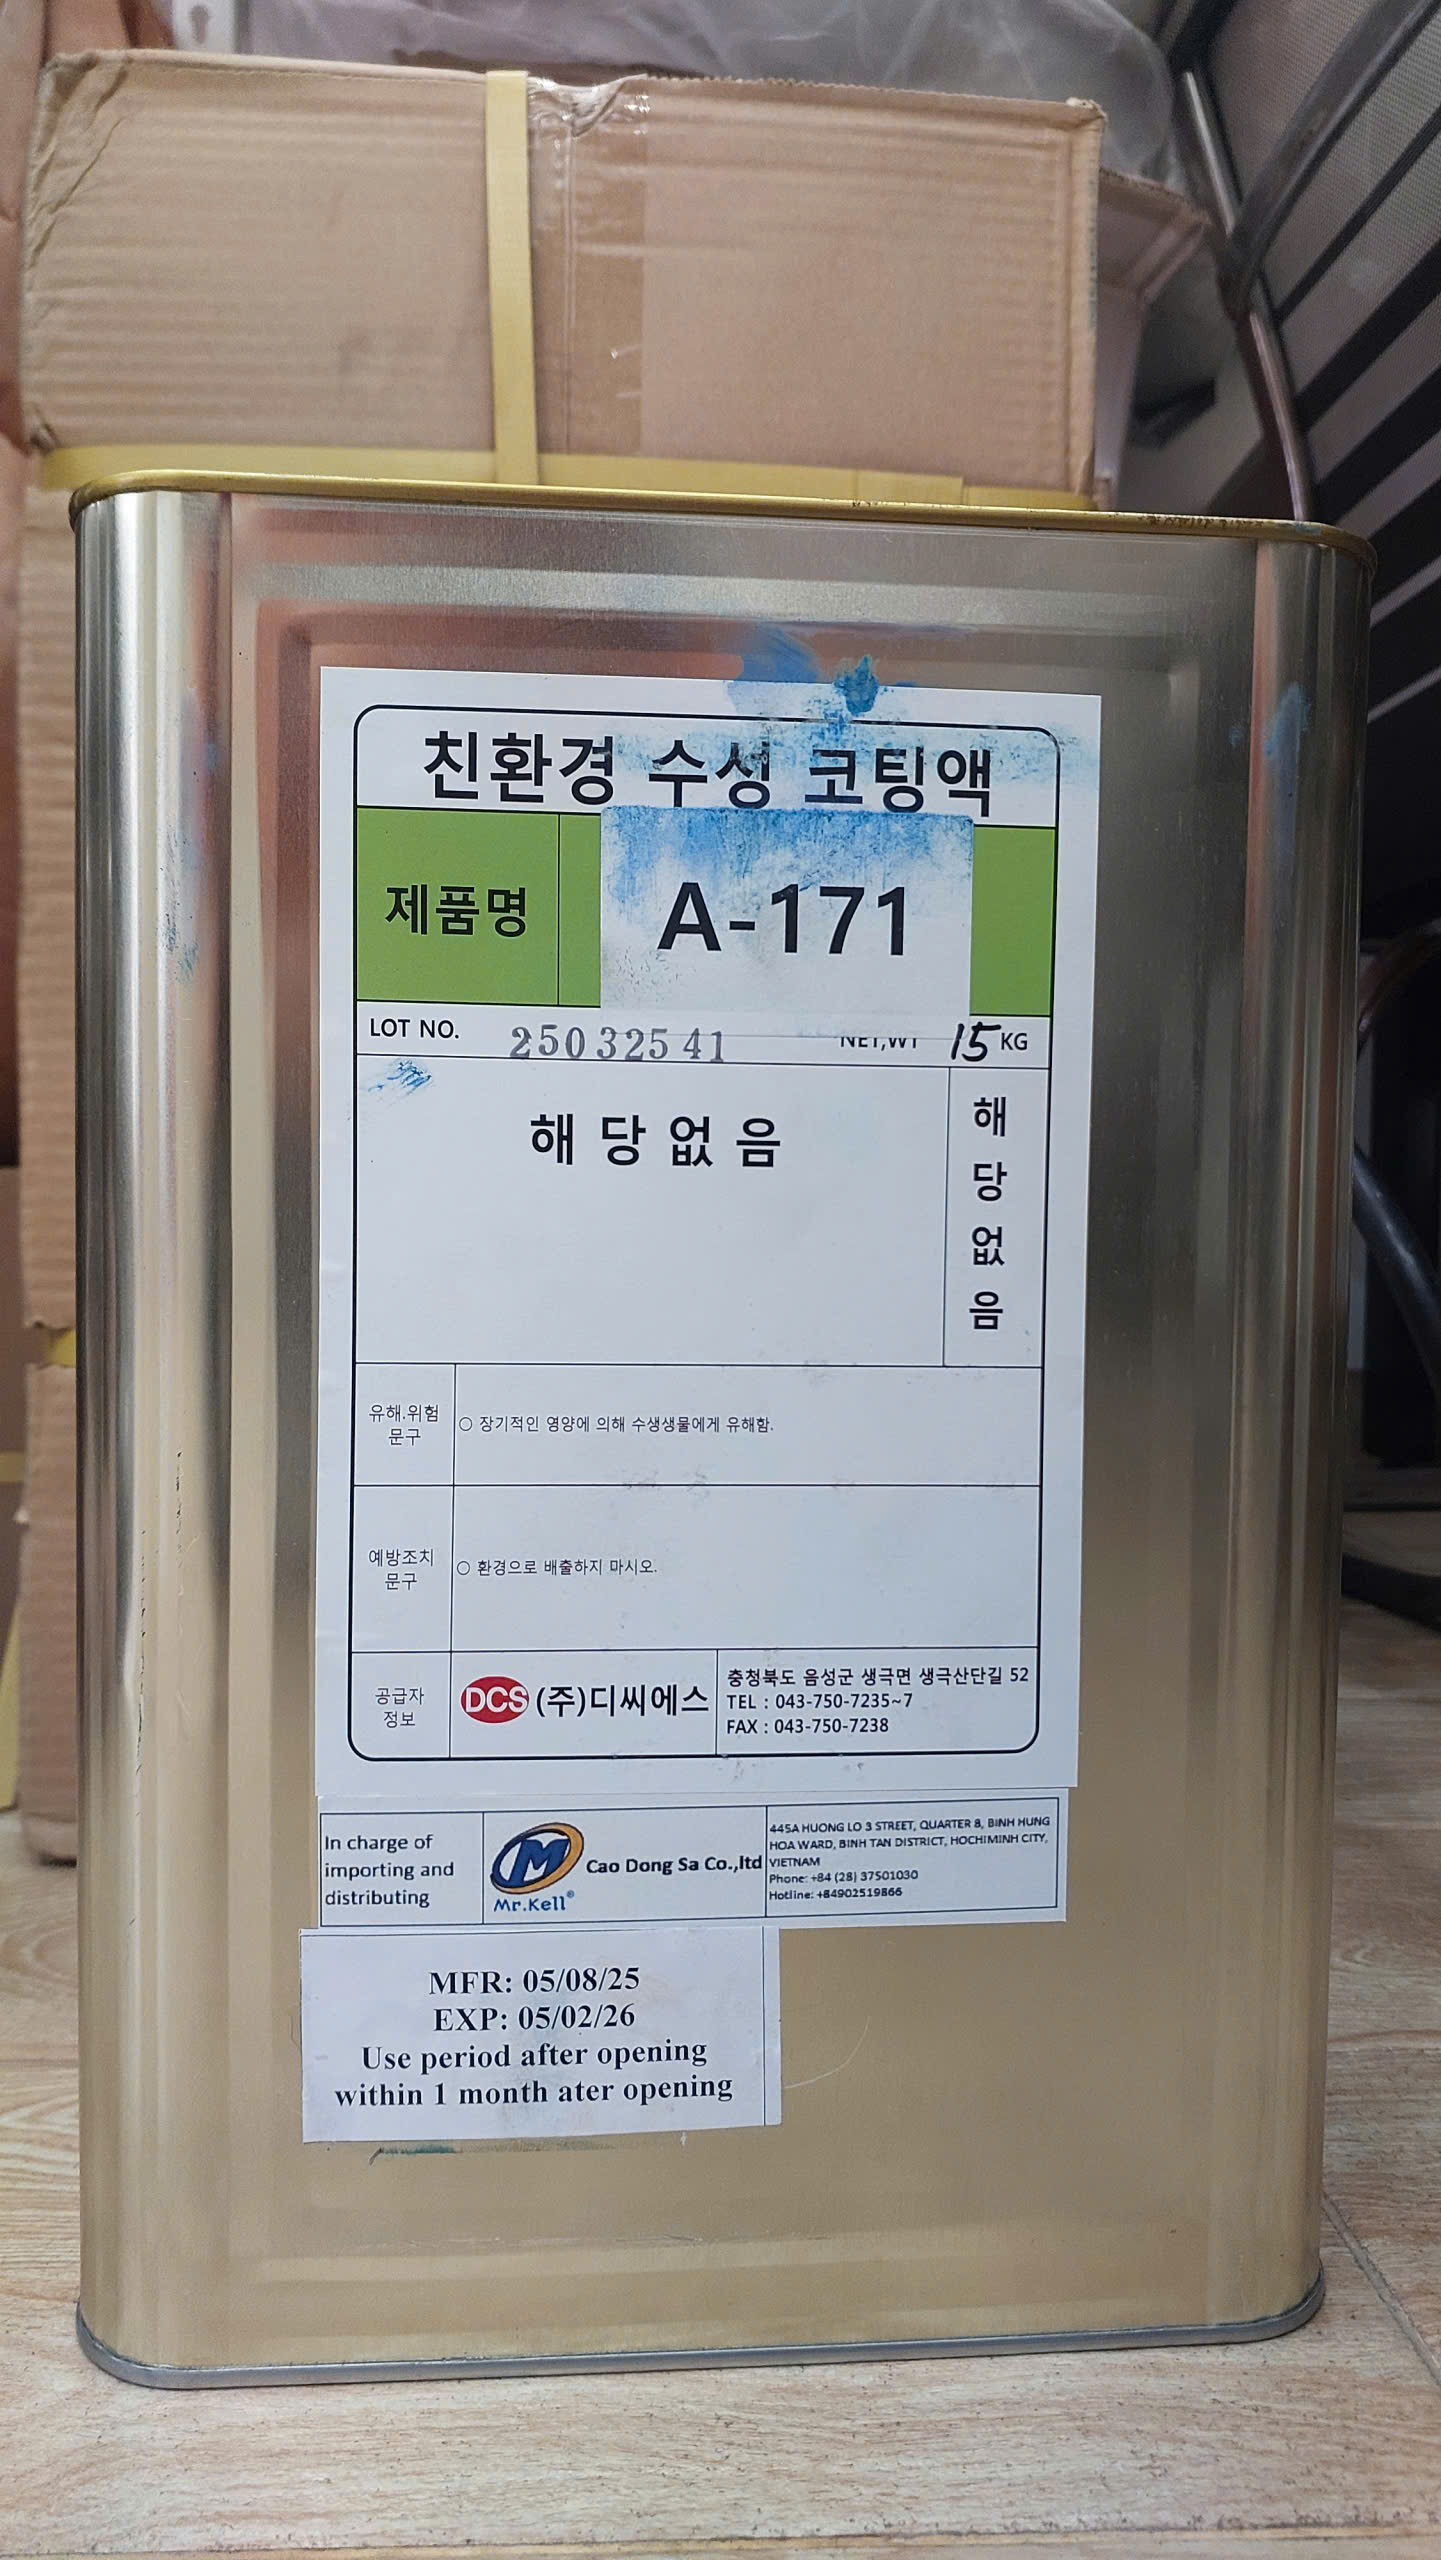 친환경 수성 코팅액
제품명
A-171
LOT NO. 25032541 NET,WT 15 KG
해당없음
해당없음
유해.위험
문구
○ 장기적인 영양에 의해 수생생물에게 유해함.
예방조치
문구
○ 환경으로 배출하지 마시오.
공급자
정보
DCS (주)디씨에스
충청북도 음성군 생극면 생극산단길 52
TEL : 043-750-7235~7
FAX : 043-750-7238
In charge of
importing and
distributing
M
Mr.Kell®
Cao Dong Sa Co.,ltd
445A HUONG LO 3 STREET, QUARTER 8, BINH HUNG
HOA WARD, BINH TAN DISTRICT, HOCHIMINH CITY,
VIETNAM
Phone: +84 (28) 37501030
Hotline: +84902519866
MFR: 05/08/25
EXP: 05/02/26
Use period after opening
within 1 month ater opening